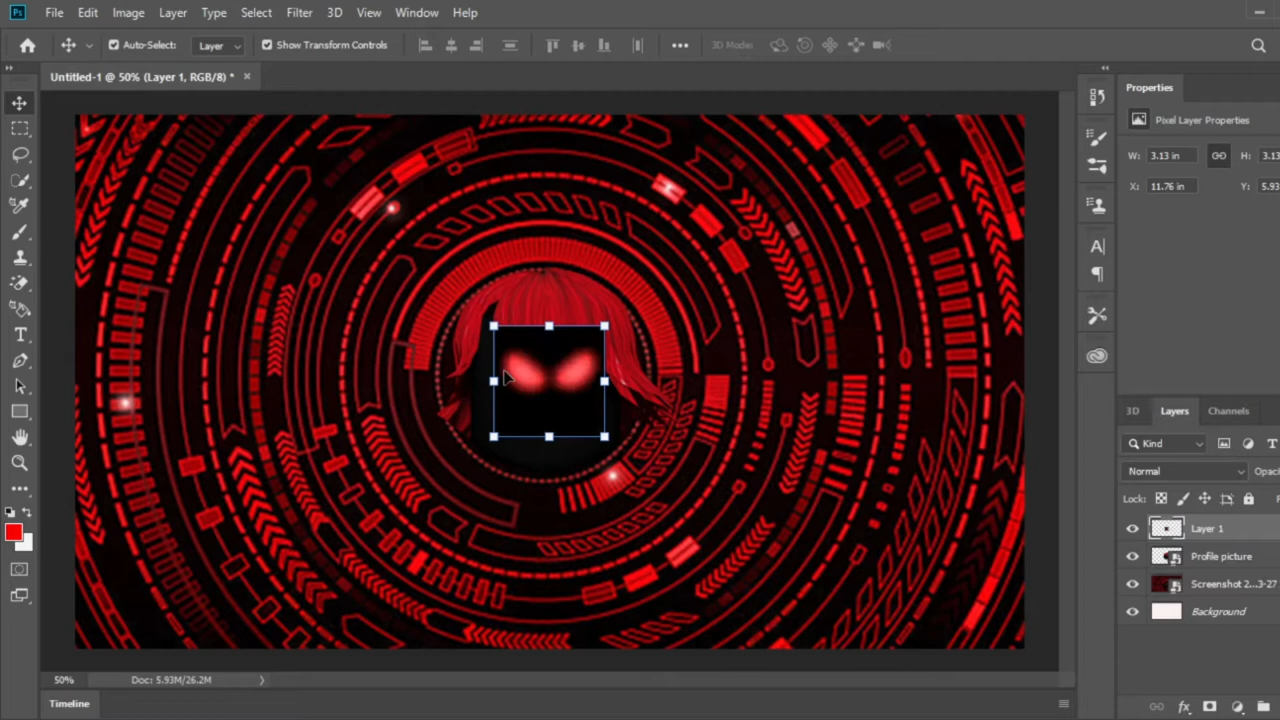 Ps File Edit Image Layer Type Select Filter 3D View Window Help
Auto-Select: Layer Show Transform Controls 3D Mode:
Untitled-1 @ 50% (Layer 1, RGB/8) *
Properties
Pixel Layer Properties
W: 3.13 in H: 3.13
X: 11.76 in Y: 5.93
3D Layers Channels
Kind
Normal Opac
Lock:
Layer 1
Profile picture
Screenshot 2...3-27
Background
50% Doc: 5.93M/26.2M
fx
Timeline